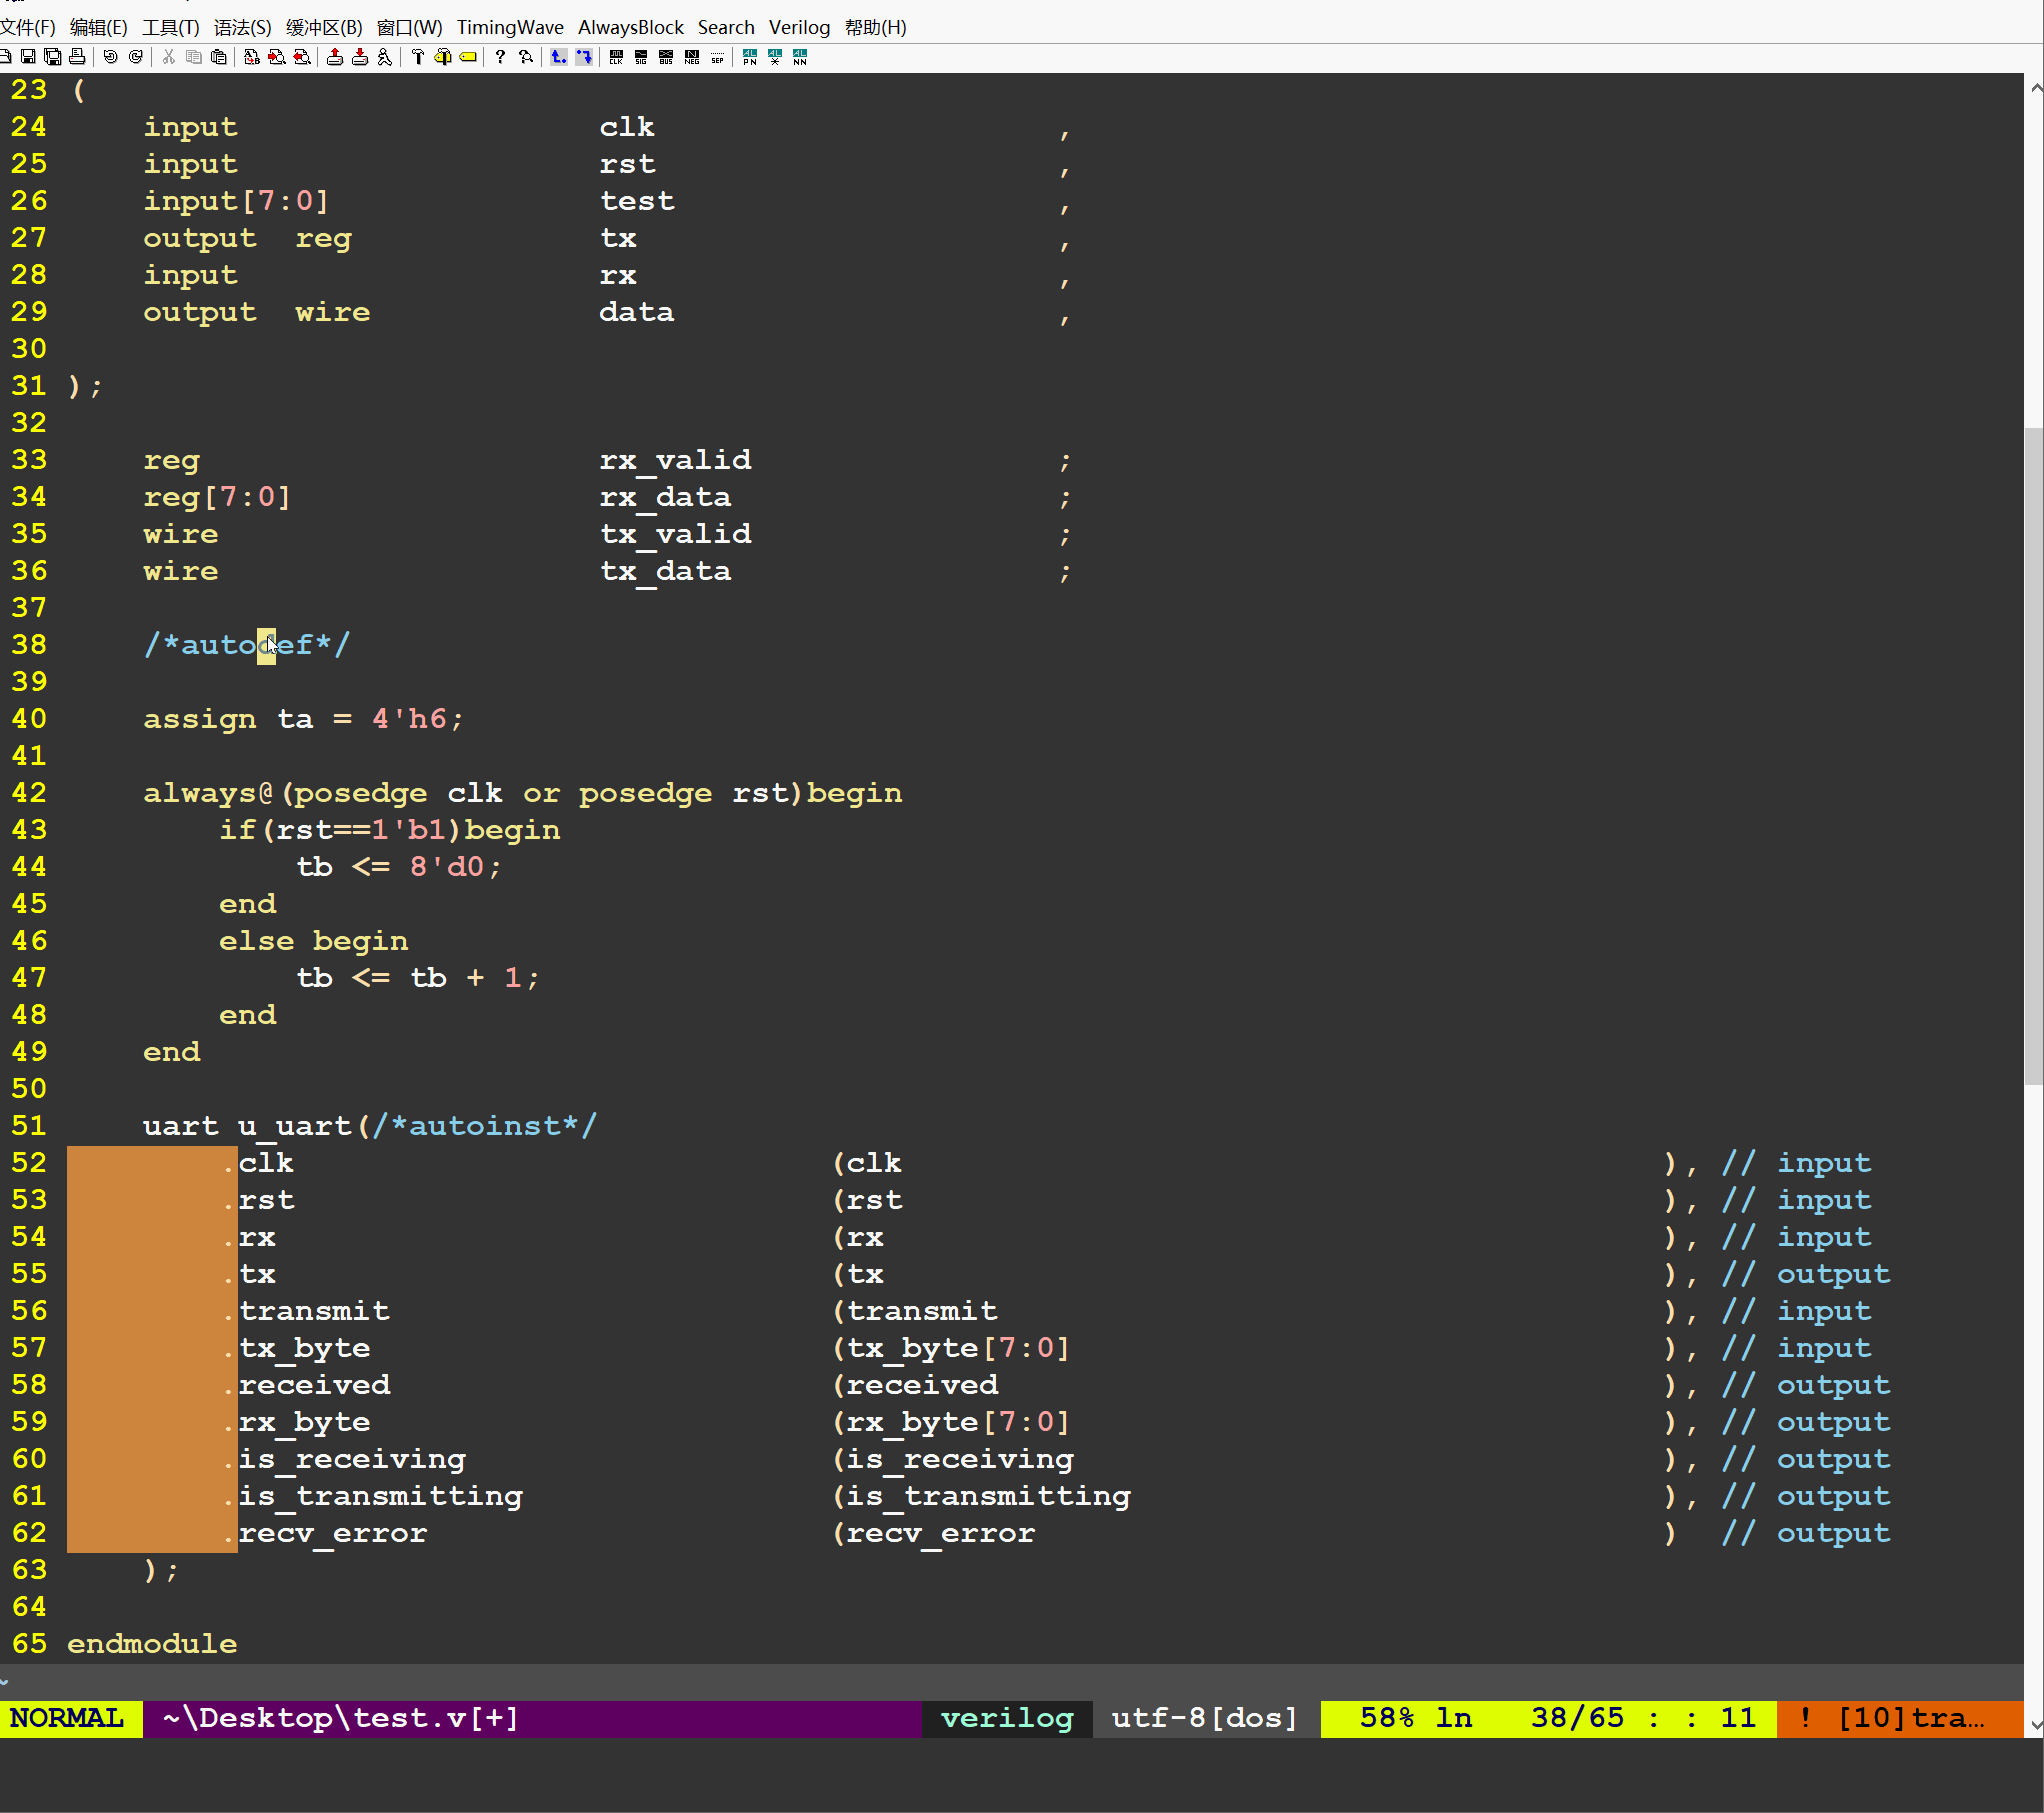 文件(F) 编辑(E) 工具(T) 语法(S) 缓冲区(B) 窗口(W) TimingWave AlwaysBlock Search Verilog 帮助(H)
23 (
24     input                   clk                     ,
25     input                   rst                     ,
26     input[7:0]              test                    ,
27     output  reg             tx                      ,
28     input                   rx                      ,
29     output  wire            data                    ,
30
31 );
32
33     reg                     rx_valid                ;
34     reg[7:0]                rx_data                 ;
35     wire                    tx_valid                ;
36     wire                    tx_data                 ;
37
38     /*autodef*/
39
40     assign ta = 4'h6;
41
42     always@(posedge clk or posedge rst)begin
43         if(rst==1'b1)begin
44             tb <= 8'd0;
45         end
46         else begin
47             tb <= tb + 1;
48         end
49     end
50
51     uart u_uart(/*autoinst*/
52         .clk                            (clk                                        ), // input
53         .rst                            (rst                                        ), // input
54         .rx                             (rx                                         ), // input
55         .tx                             (tx                                         ), // output
56         .transmit                       (transmit                                   ), // input
57         .tx_byte                        (tx_byte[7:0]                               ), // input
58         .received                       (received                                   ), // output
59         .rx_byte                        (rx_byte[7:0]                               ), // output
60         .is_receiving                   (is_receiving                               ), // output
61         .is_transmitting                (is_transmitting                            ), // output
62         .recv_error                     (recv_error                                 )  // output
63     );
64
65 endmodule
~
NORMAL ~\Desktop\test.v[+] verilog utf-8[dos] 58% ln 38/65 : : 11 ! [10]tra…